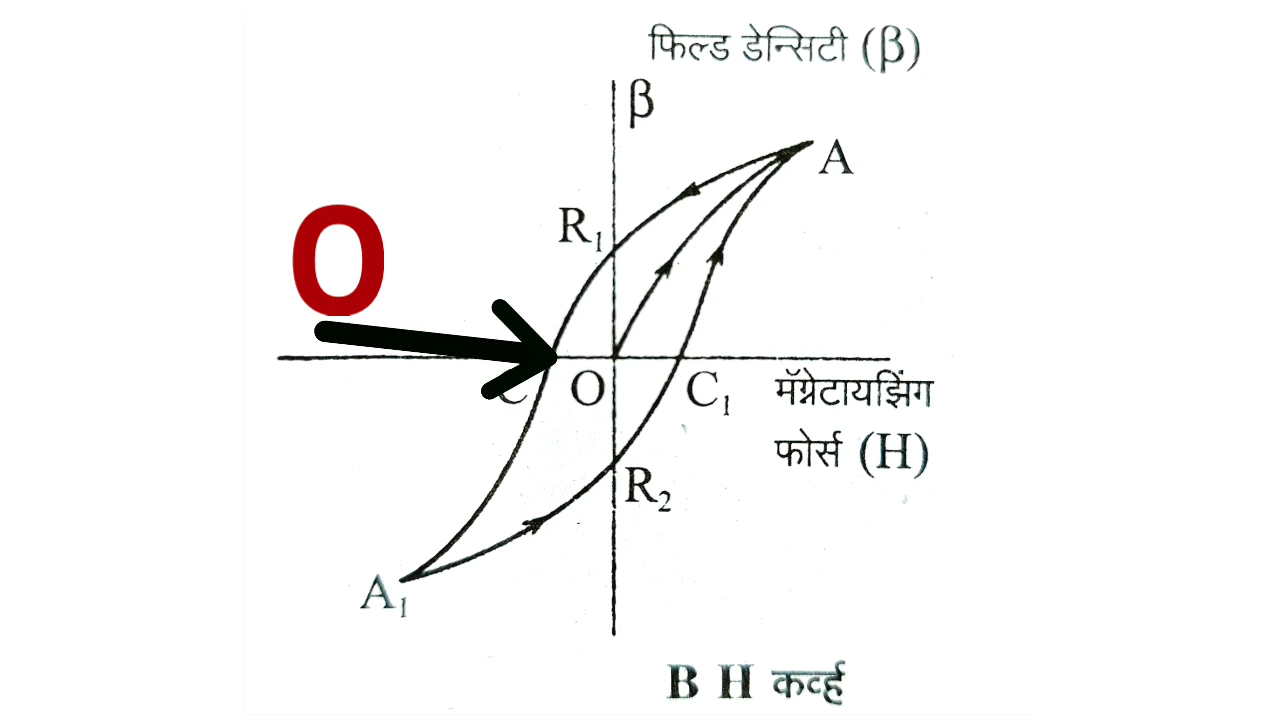 फिल्ड डेन्सिटी (β)
β
A
R₁
O
C
O
C₁
मॅग्नेटायझिंग
फोर्स (H)
R₂
A₁
B H कर्व्ह